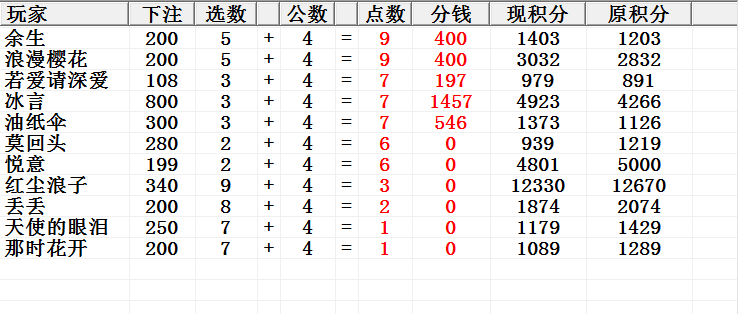 玩家 下注 选数 公数 点数 分钱 现积分 原积分
余生 200 5 + 4 = 9 400 1403 1203
浪漫樱花 200 5 + 4 = 9 400 3032 2832
若爱请深爱 108 3 + 4 = 7 197 979 891
冰言 800 3 + 4 = 7 1457 4923 4266
油纸伞 300 3 + 4 = 7 546 1373 1126
莫回头 280 2 + 4 = 6 0 939 1219
悦意 199 2 + 4 = 6 0 4801 5000
红尘浪子 340 9 + 4 = 3 0 12330 12670
丢丢 200 8 + 4 = 2 0 1874 2074
天使的眼泪 250 7 + 4 = 1 0 1179 1429
那时花开 200 7 + 4 = 1 0 1089 1289